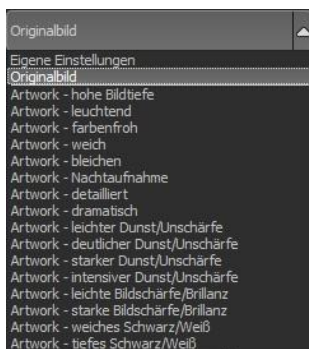 Originalbild
Eigene Einstellungen
Originalbild
Artwork - hohe Bildtiefe
Artwork - leuchtend
Artwork - farbenfroh
Artwork - weich
Artwork - bleichen
Artwork - Nachtaufnahme
Artwork - detailliert
Artwork - dramatisch
Artwork - leichter Dunst/Unschärfe
Artwork - deutlicher Dunst/Unschärfe
Artwork - starker Dunst/Unschärfe
Artwork - intensiver Dunst/Unschärfe
Artwork - leichte Bildschärfe/Brillanz
Artwork - starke Bildschärfe/Brillanz
Artwork - weiches Schwarz/Weiß
Artwork - tiefes Schwarz/Weiß